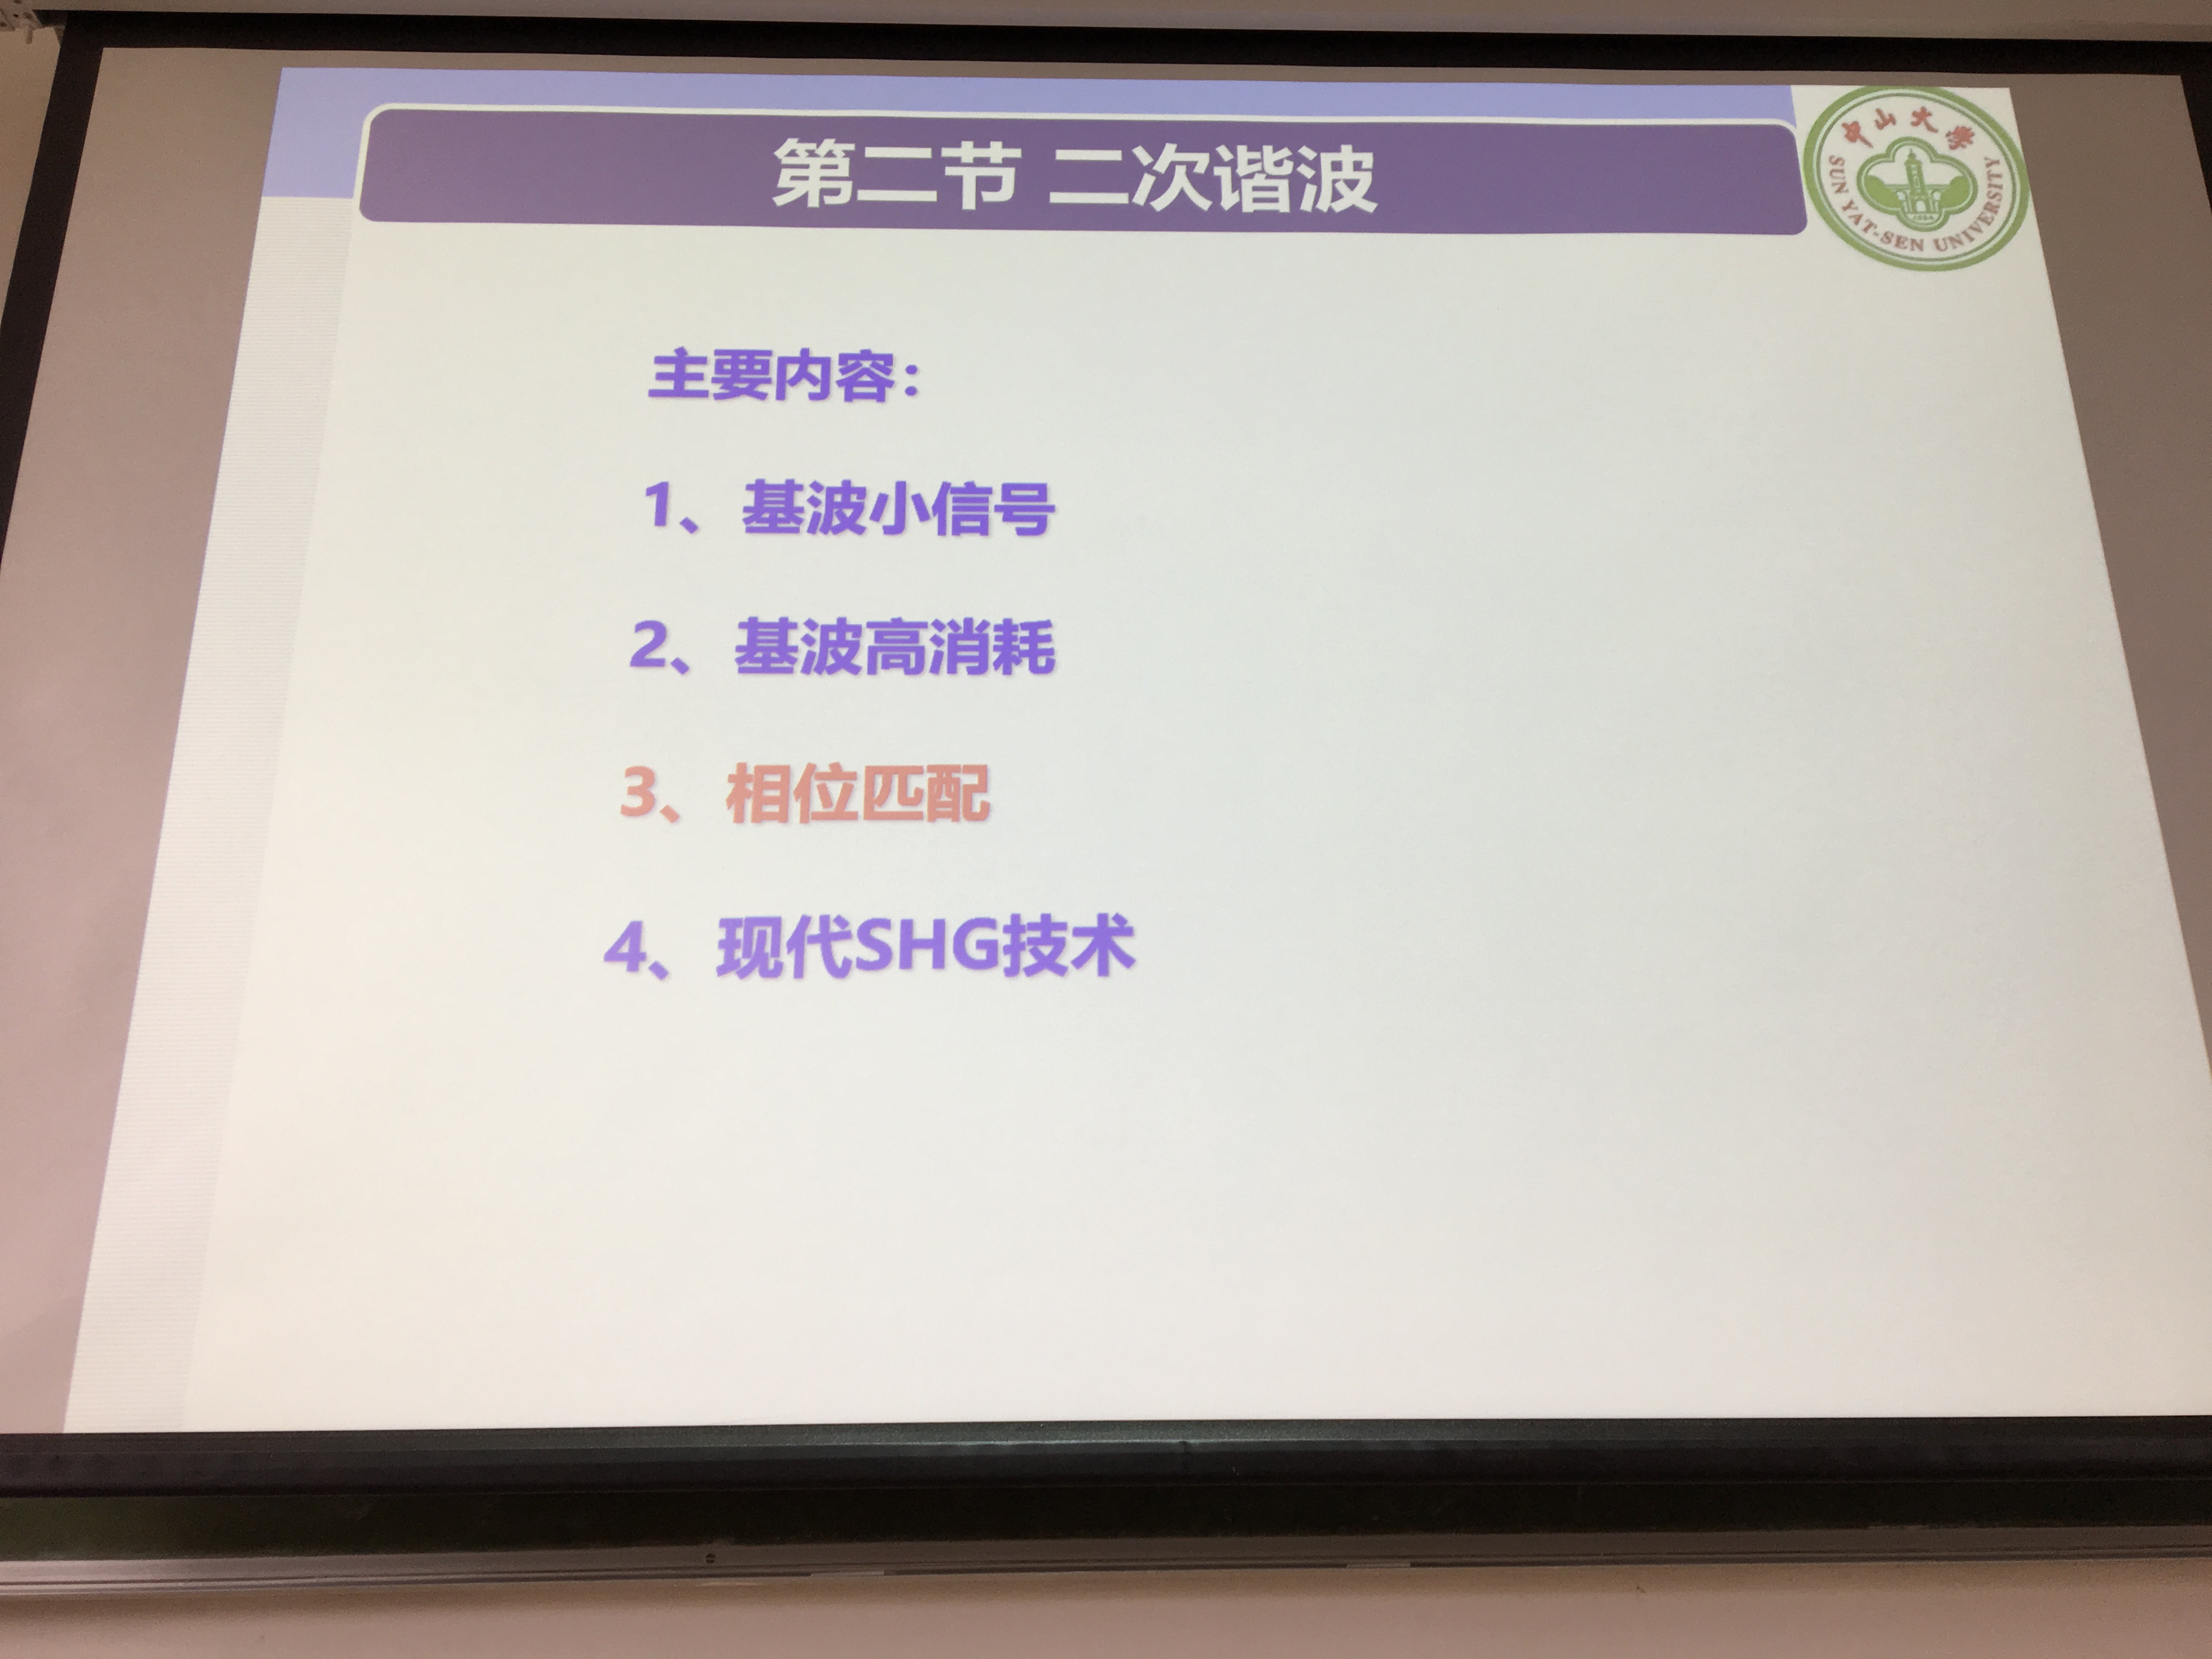 第二节 二次谐波
中山大学
SUN YAT-SEN UNIVERSITY
主要内容：
1、基波小信号
2、基波高消耗
3、相位匹配
4、现代SHG技术